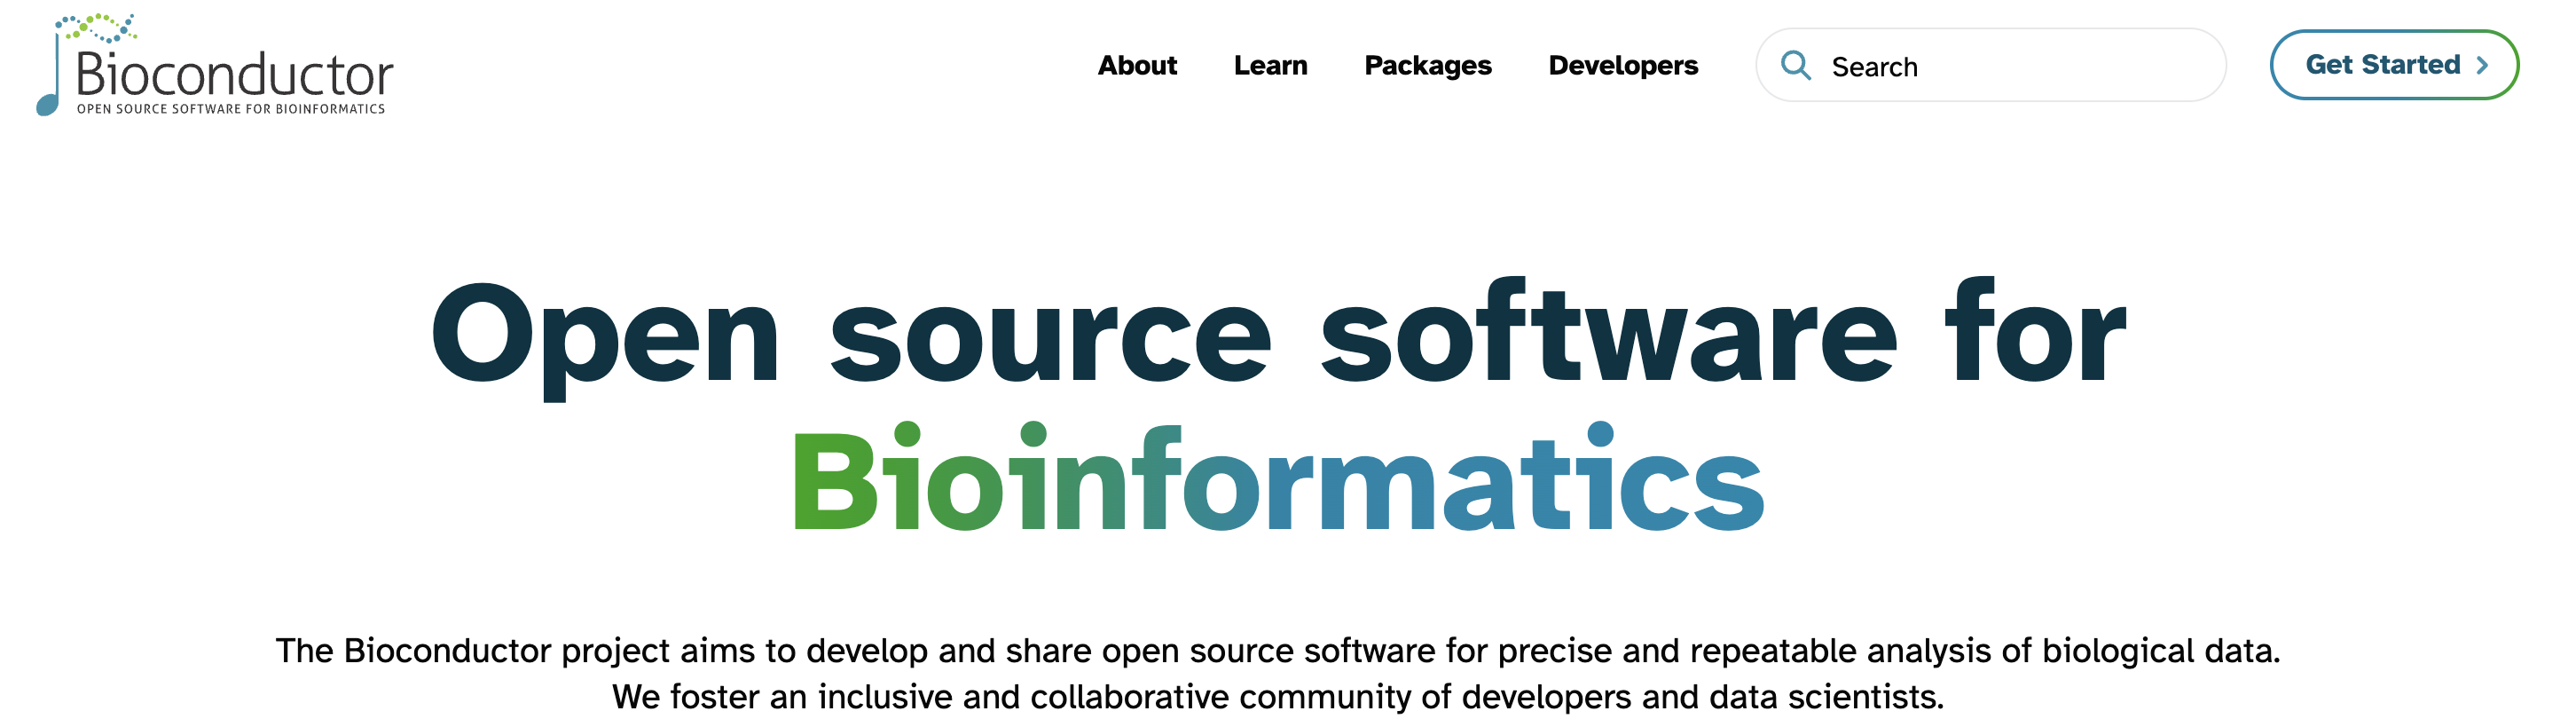 Bioconductor
OPEN SOURCE SOFTWARE FOR BIOINFORMATICS
About
Learn
Packages
Developers
Search
Get Started
Open source software for
Bioinformatics
The Bioconductor project aims to develop and share open source software for precise and repeatable analysis of biological data.
We foster an inclusive and collaborative community of developers and data scientists.